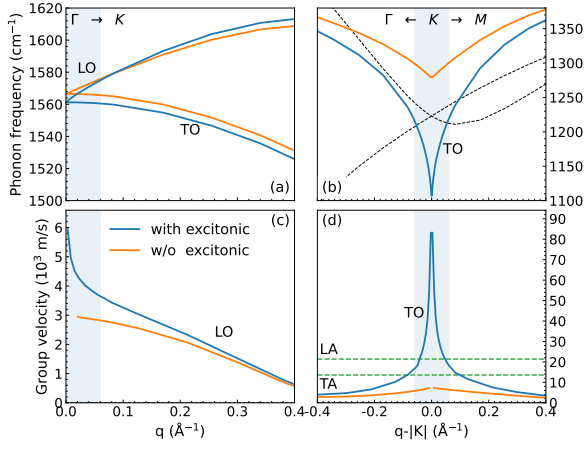 1620
1600
1580
1560
1540
1520
1500
Phonon frequency (cm⁻¹)
Γ → K
LO
TO
(a)
Γ ← K → M
TO
(b)
1350
1300
1250
1200
1150
1100
6
5
4
3
2
1
0
Group velocity (10³ m/s)
(c)
with excitonic
w/o excitonic
LO
0.0 0.1 0.2 0.3 0.4
q (Å⁻¹)
(d)
TO
LA
TA
90
80
70
60
50
40
30
20
10
0
-0.4 -0.2 0.0 0.2 0.4
q-|K| (Å⁻¹)